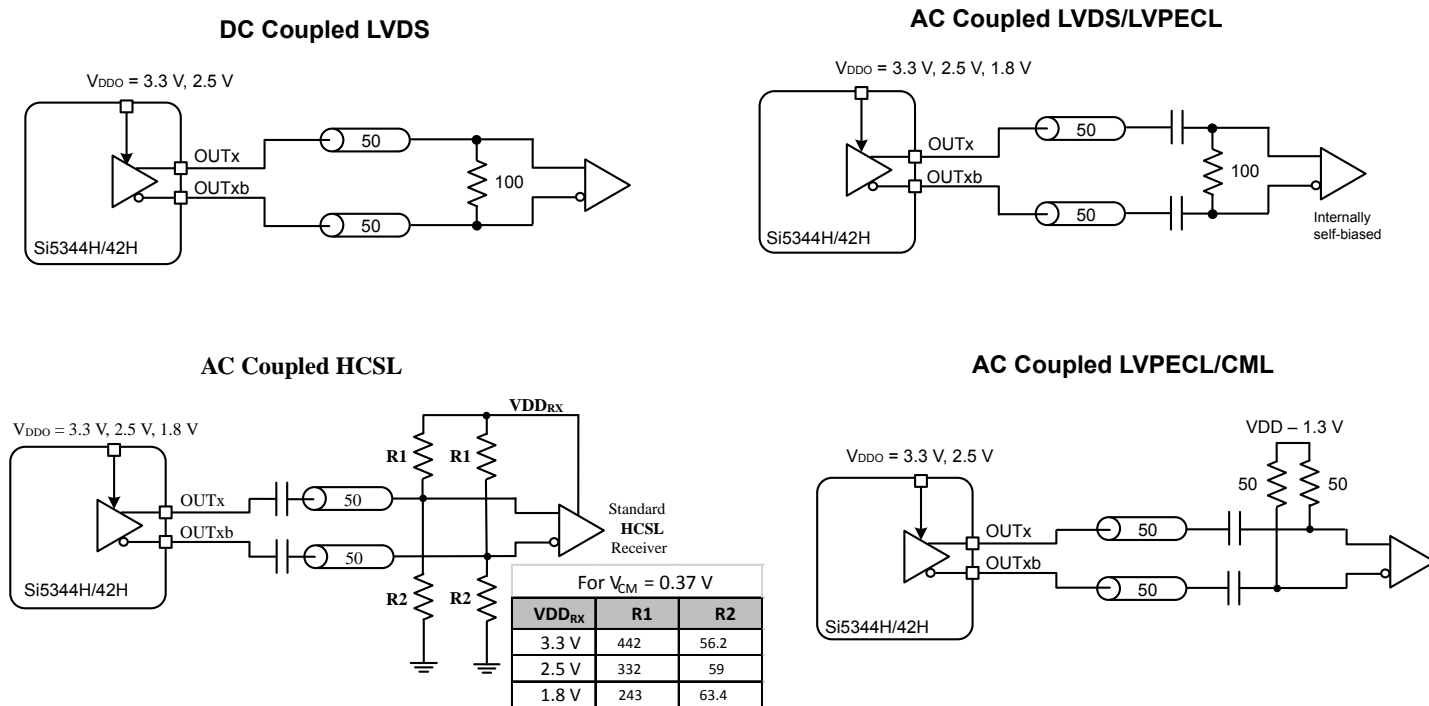 DC Coupled LVDS
VDDO = 3.3 V, 2.5 V
OUTx
OUTxb
50
50
100
Si5344H/42H
AC Coupled LVDS/LVPECL
VDDO = 3.3 V, 2.5 V, 1.8 V
OUTx
OUTxb
50
50
100
Internally
self-biased
Si5344H/42H
AC Coupled HCSL
VDDO = 3.3 V, 2.5 V, 1.8 V
VDDRX
R1
R1
OUTx
OUTxb
50
50
R2
R2
Standard
HCSL
Receiver
Si5344H/42H
For VCM = 0.37 V
VDDRX R1 R2
3.3 V 442 56.2
2.5 V 332 59
1.8 V 243 63.4
AC Coupled LVPECL/CML
VDD – 1.3 V
VDDO = 3.3 V, 2.5 V
50
50
OUTx
OUTxb
50
50
Si5344H/42H